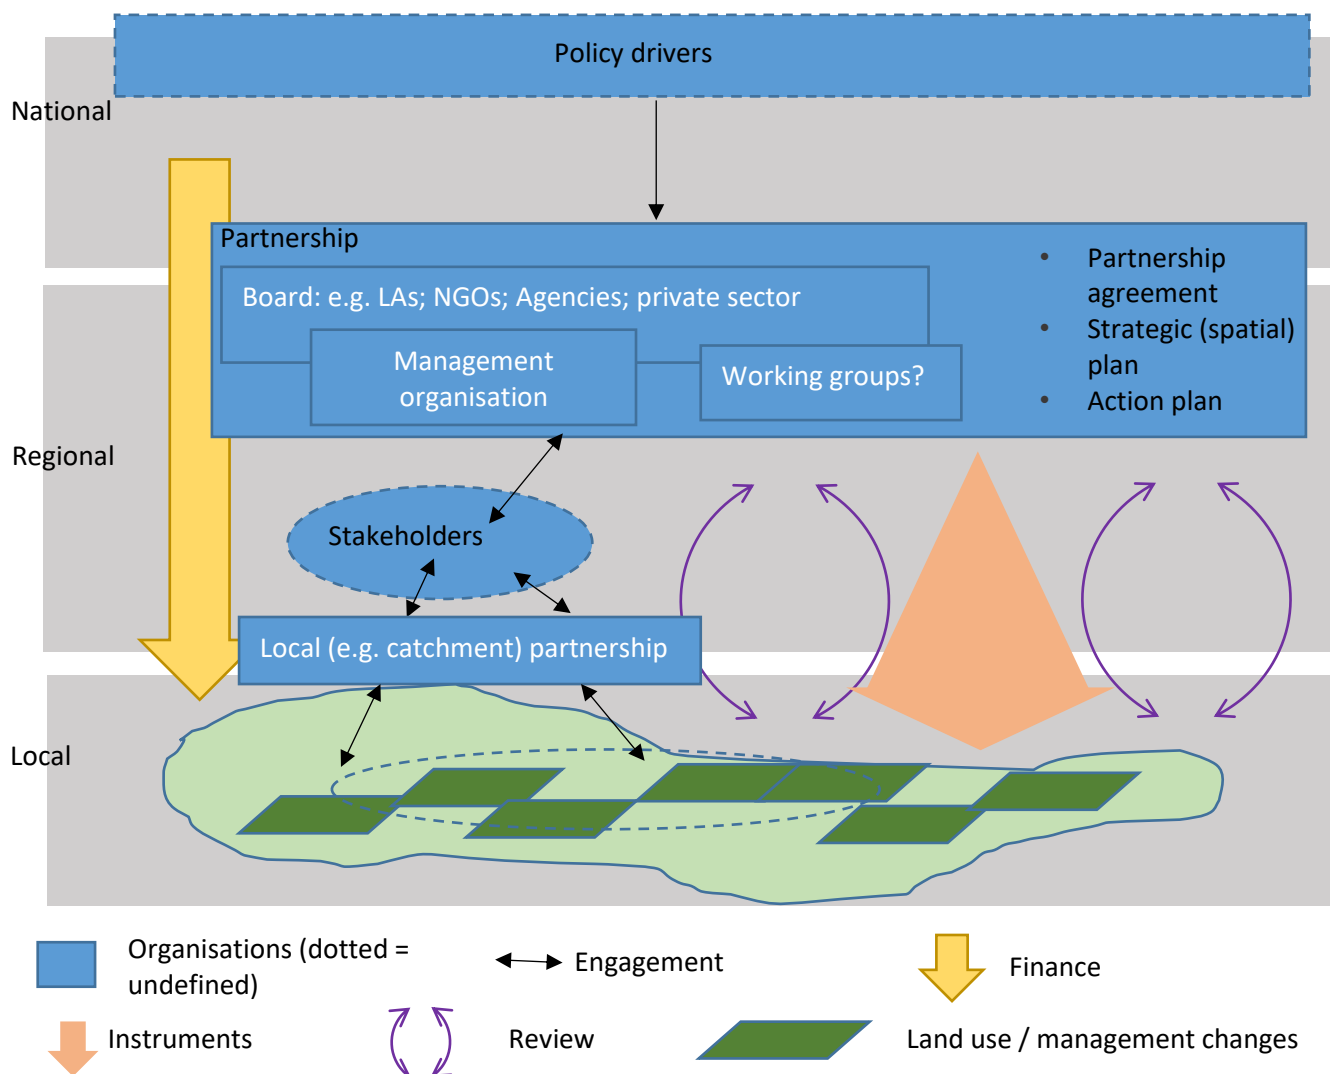 Policy drivers
National
Partnership
Board: e.g. LAs; NGOs; Agencies; private sector
Management
organisation
Working groups?
• Partnership
agreement
• Strategic (spatial)
plan
• Action plan
Regional
Stakeholders
Local (e.g. catchment) partnership
Local
Organisations (dotted =
undefined)
Engagement
Finance
Instruments
Review
Land use / management changes